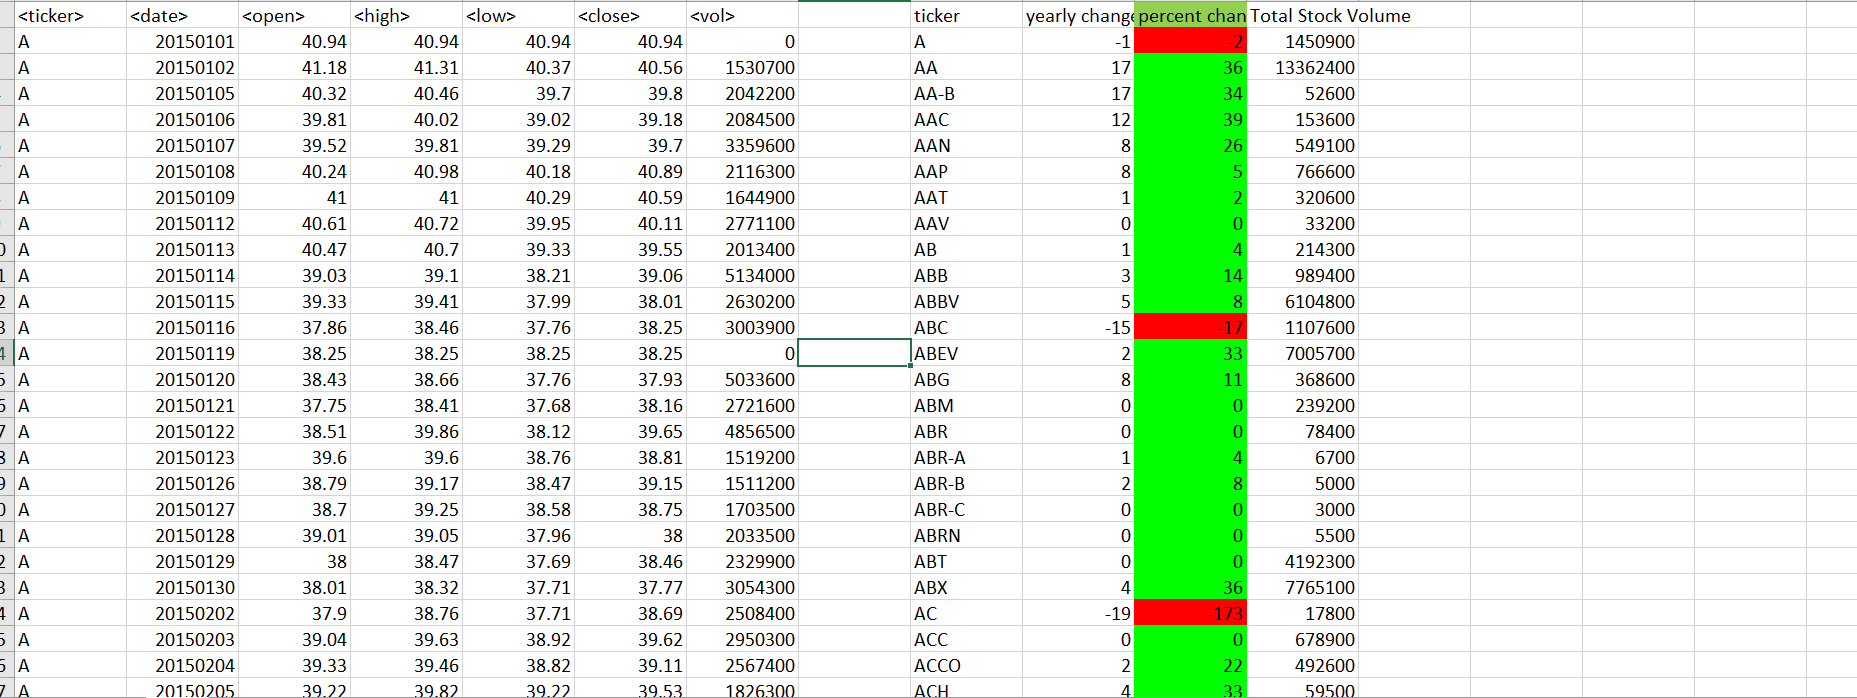 <ticker> <date> <open> <high> <low> <close> <vol> ticker yearly change percent chan Total Stock Volume
A 20150101 40.94 40.94 40.94 40.94 0 A -1 -2 1450900
A 20150102 41.18 41.31 40.37 40.56 1530700 AA 17 36 13362400
A 20150105 40.32 40.46 39.7 39.8 2042200 AA-B 17 34 52600
A 20150106 39.81 40.02 39.02 39.18 2084500 AAC 12 39 153600
A 20150107 39.52 39.81 39.29 39.7 3359600 AAN 8 26 549100
A 20150108 40.24 40.98 40.18 40.89 2116300 AAP 8 5 766600
A 20150109 41 41 40.29 40.59 1644900 AAT 1 2 320600
A 20150112 40.61 40.72 39.95 40.11 2771100 AAV 0 0 33200
A 20150113 40.47 40.7 39.33 39.55 2013400 AB 1 4 214300
A 20150114 39.03 39.1 38.21 39.06 5134000 ABB 3 14 989400
A 20150115 39.33 39.41 37.99 38.01 2630200 ABBV 5 8 6104800
A 20150116 37.86 38.46 37.76 38.25 3003900 ABC -15 -17 1107600
A 20150119 38.25 38.25 38.25 38.25 0 ABEV 2 33 7005700
A 20150120 38.43 38.66 37.76 37.93 5033600 ABG 8 11 368600
A 20150121 37.75 38.41 37.68 38.16 2721600 ABM 0 0 239200
A 20150122 38.51 39.86 38.12 39.65 4856500 ABR 0 0 78400
A 20150123 39.6 39.6 38.76 38.81 1519200 ABR-A 1 4 6700
A 20150126 38.79 39.17 38.47 39.15 1511200 ABR-B 2 8 5000
A 20150127 38.7 39.25 38.58 38.75 1703500 ABR-C 0 0 3000
A 20150128 39.01 39.05 37.96 38 2033500 ABRN 0 0 5500
A 20150129 38 38.47 37.69 38.46 2329900 ABT 0 0 4192300
A 20150130 38.01 38.32 37.71 37.77 3054300 ABX 4 36 7765100
A 20150202 37.9 38.76 37.71 38.69 2508400 AC -19 -173 17800
A 20150203 39.04 39.63 38.92 39.62 2950300 ACC 0 0 678900
A 20150204 39.33 39.46 38.82 39.11 2567400 ACCO 2 22 492600
A 20150205 39.22 39.82 39.22 39.53 1826300 ACH 4 33 59500